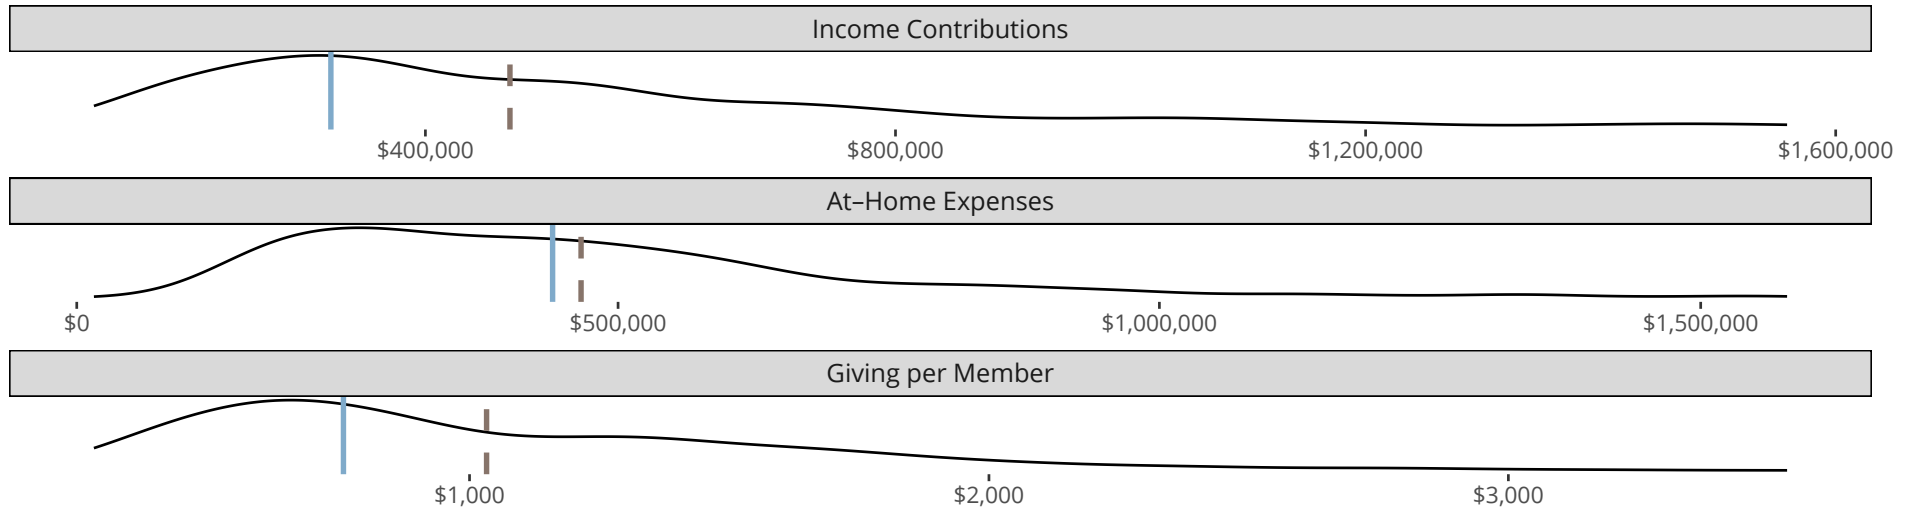 Income Contributions
$400,000 $800,000 $1,200,000 $1,600,000
At–Home Expenses
$0 $500,000 $1,000,000 $1,500,000
Giving per Member
$1,000 $2,000 $3,000